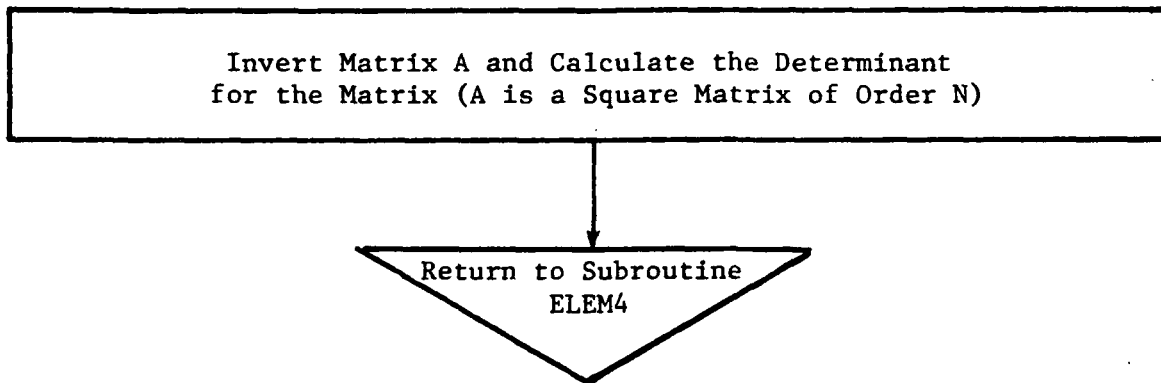 Invert Matrix A and Calculate the Determinant
for the Matrix (A is a Square Matrix of Order N)
Return to Subroutine
ELEM4